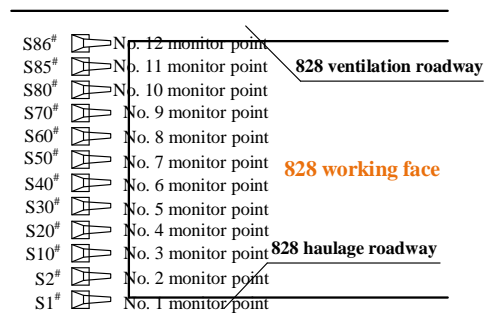 S86# No. 12 monitor point
S85# No. 11 monitor point
828 ventilation roadway
S80# No. 10 monitor point
S70# No. 9 monitor point
S60# No. 8 monitor point
S50# No. 7 monitor point
828 working face
S40# No. 6 monitor point
S30# No. 5 monitor point
S20# No. 4 monitor point
S10# No. 3 monitor point
828 haulage roadway
S2# No. 2 monitor point
S1# No. 1 monitor point